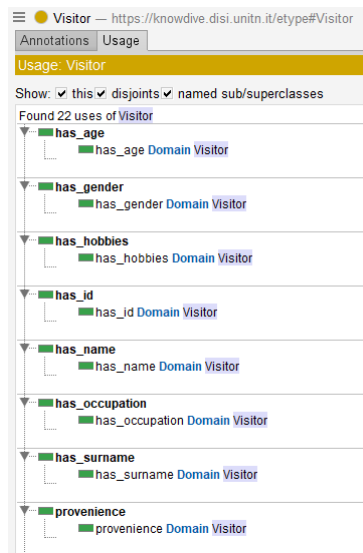 Visitor — https://knowdive.disi.unitn.it/etype#Visitor
Annotations Usage
Usage: Visitor
Show: this disjoints named sub/superclasses
Found 22 uses of Visitor
has_age
has_age Domain Visitor
has_gender
has_gender Domain Visitor
has_hobbies
has_hobbies Domain Visitor
has_id
has_id Domain Visitor
has_name
has_name Domain Visitor
has_occupation
has_occupation Domain Visitor
has_surname
has_surname Domain Visitor
provenience
provenience Domain Visitor